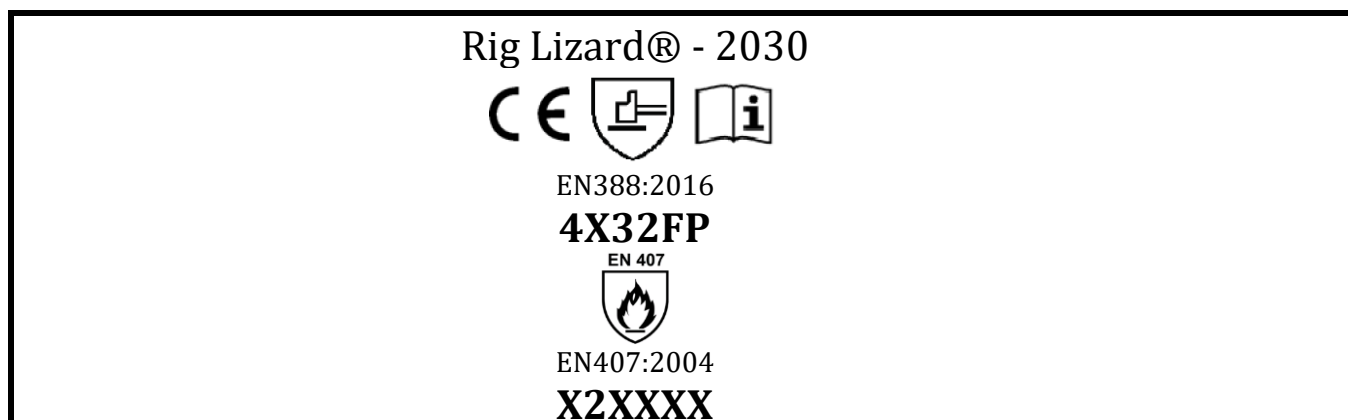 Rig Lizard® - 2030
CE
i
EN388:2016
4X32FP
EN 407
EN407:2004
X2XXXX